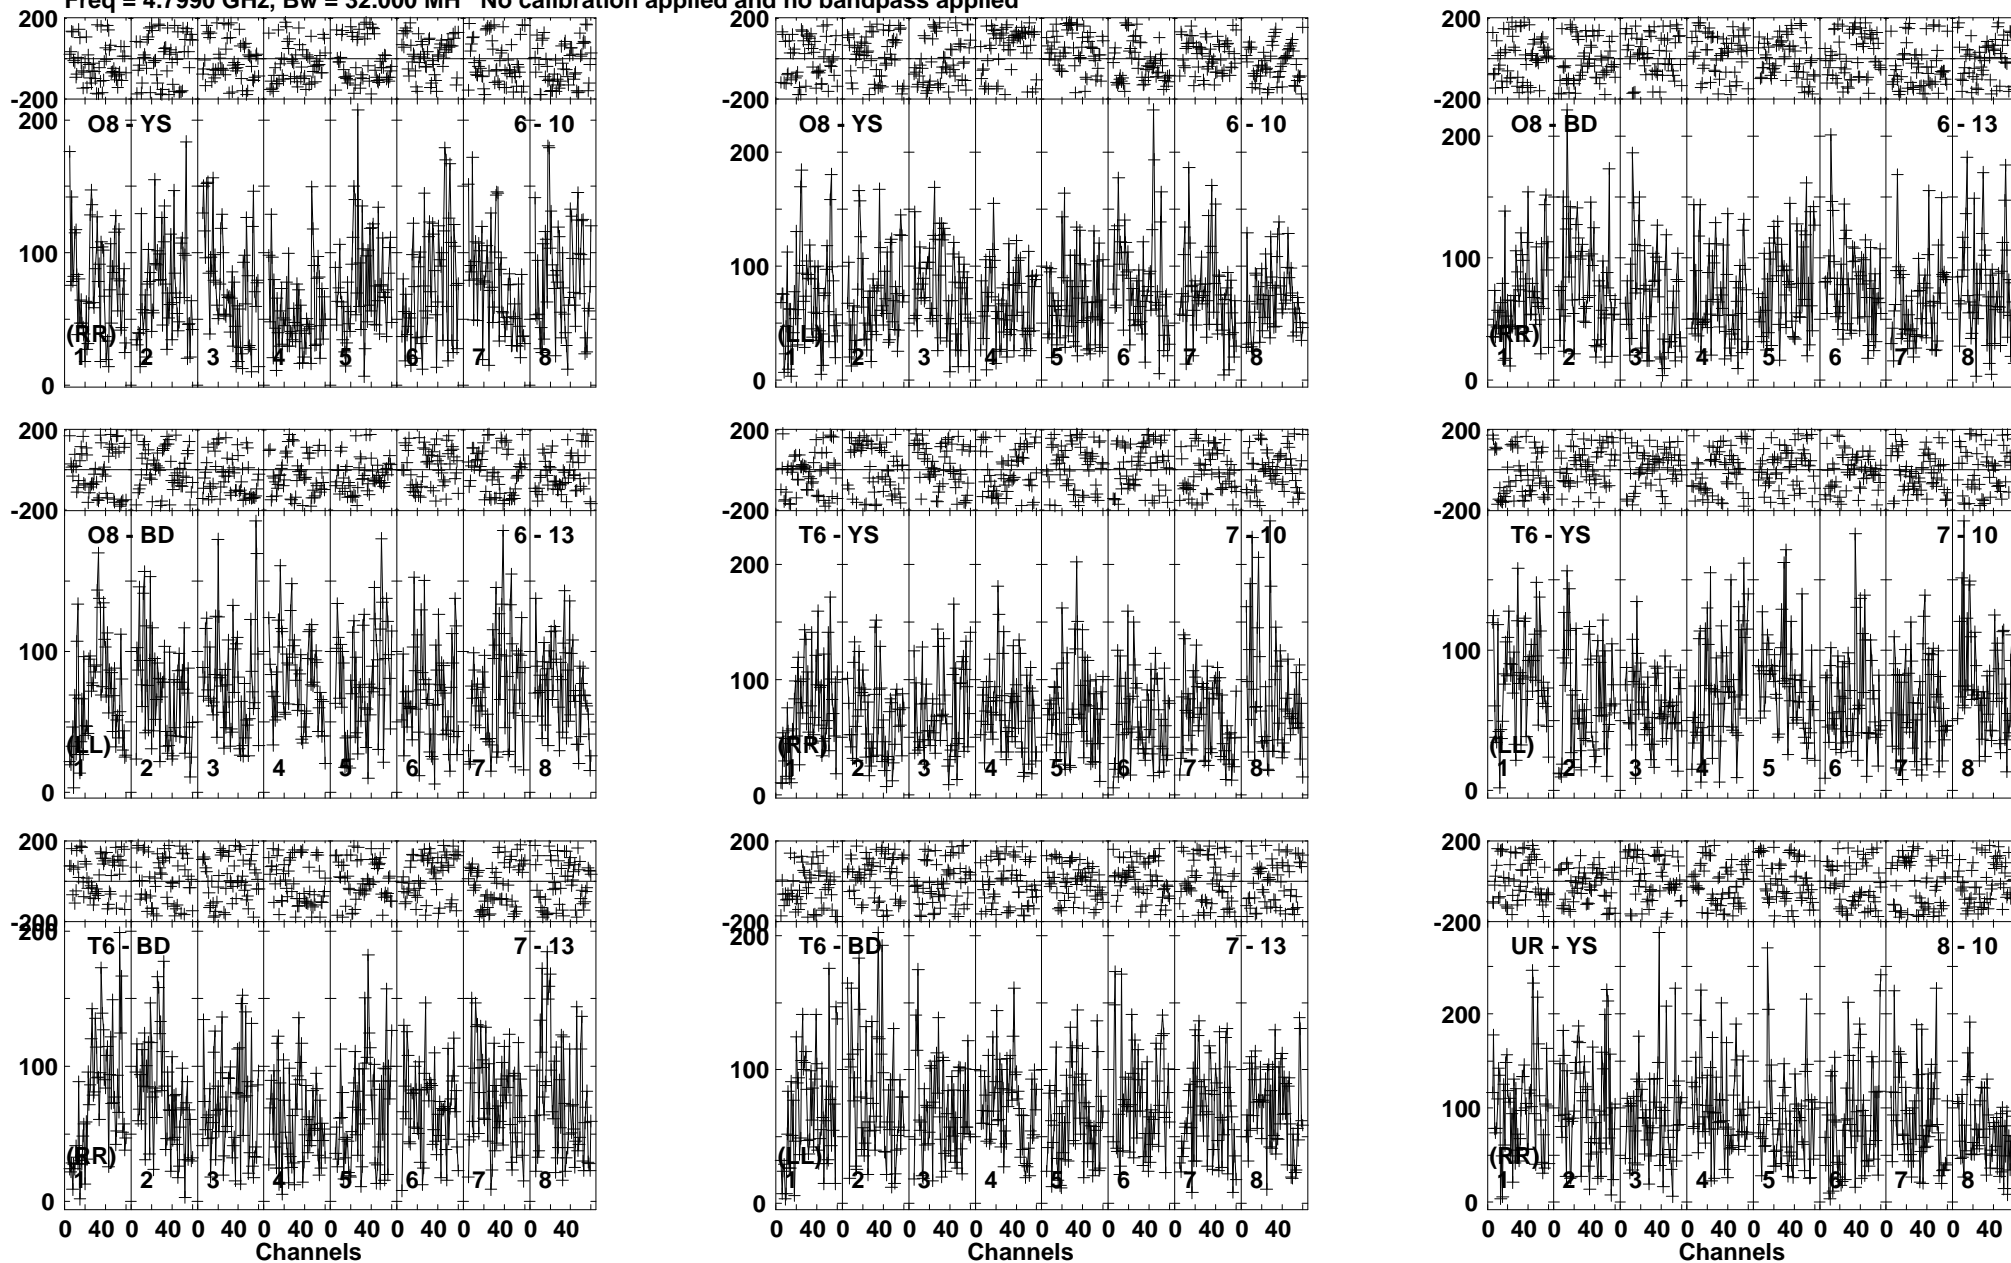 Freq = 4.7990 GHz, Bw = 32.000 MH No calibration applied and no bandpass applied
200 200 200
-200 -200 -200
200 O8 - YS 6 - 10 O8 - YS 6 - 10 O8 - BD 6 - 13
200 200
100 100 100
(RR) (LL) (RR)
1 2 3 4 5 6 7 8 1 2 3 4 5 6 7 8 1 2 3 4 5 6 7 8
0 0 0
200 200 200
-200 -200 -200
O8 - BD 6 - 13 T6 - YS 7 - 10 T6 - YS 7 - 10
200
100 100 100
(LL) (RR) (LL)
1 2 3 4 5 6 7 8 1 2 3 4 5 6 7 8 1 2 3 4 5 6 7 8
0 0 0
200 200 200
-200 -200 -200
200 T6 - BD 7 - 13 200 T6 - BD 7 - 13 UR - YS 8 - 10
200
100 100 100
(RR) (LL) (RR)
1 2 3 4 5 6 7 8 1 2 3 4 5 6 7 8 1 2 3 4 5 6 7 8
0 0 0
0 40 0 40 0 40 0 40 0 40 0 40 0 40 0 40 0 40 0 40 0 40 0 40 0 40 0 40 0 40 0 40 0 40 0 40 0 40 0 40 0 40 0 40 0 40 0 40
Channels Channels Channels